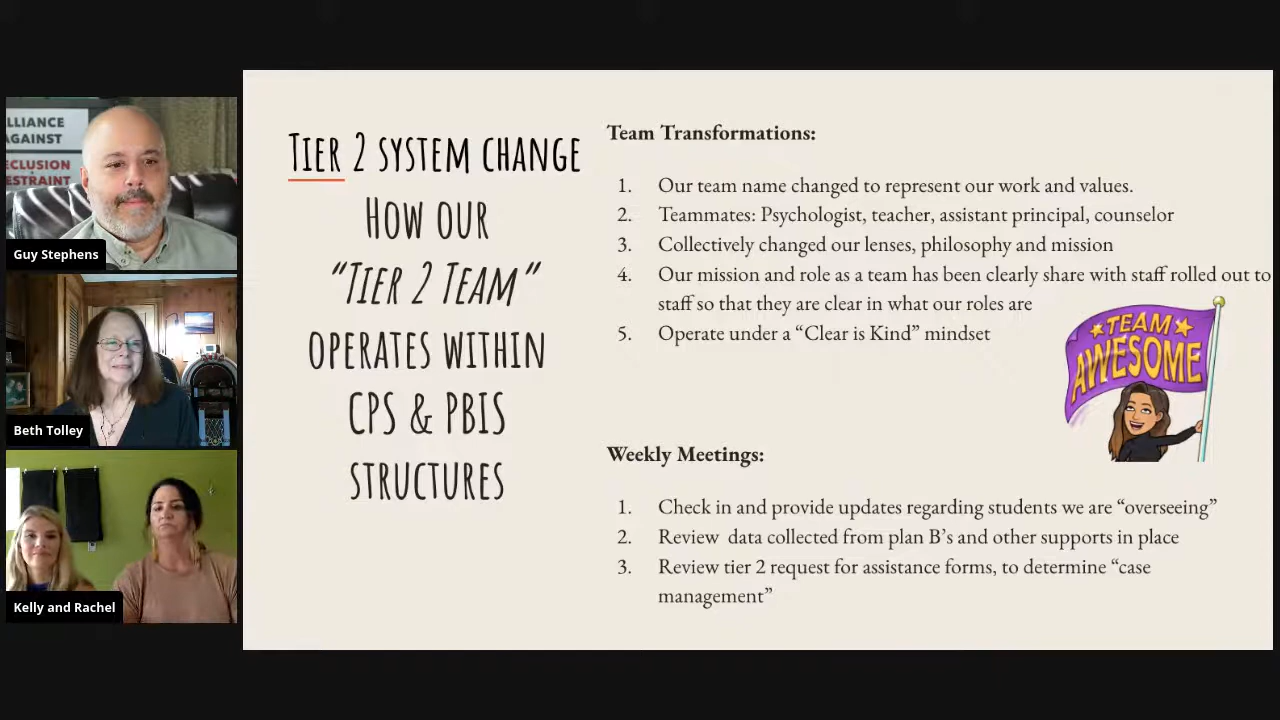 LLIANCE
AGAINST
ECLUSION
ESTRAINT
Guy Stephens
Beth Tolley
Kelly and Rachel
Tier 2 system change
How our
“Tier 2 Team”
operates within
CPS & PBIS
structures
Team Transformations:
1. Our team name changed to represent our work and values.
2. Teammates: Psychologist, teacher, assistant principal, counselor
3. Collectively changed our lenses, philosophy and mission
4. Our mission and role as a team has been clearly share with staff rolled out to
staff so that they are clear in what our roles are
5. Operate under a “Clear is Kind” mindset
TEAM
AWESOME
Weekly Meetings:
1. Check in and provide updates regarding students we are “overseeing”
2. Review data collected from plan B’s and other supports in place
3. Review tier 2 request for assistance forms, to determine “case
management”